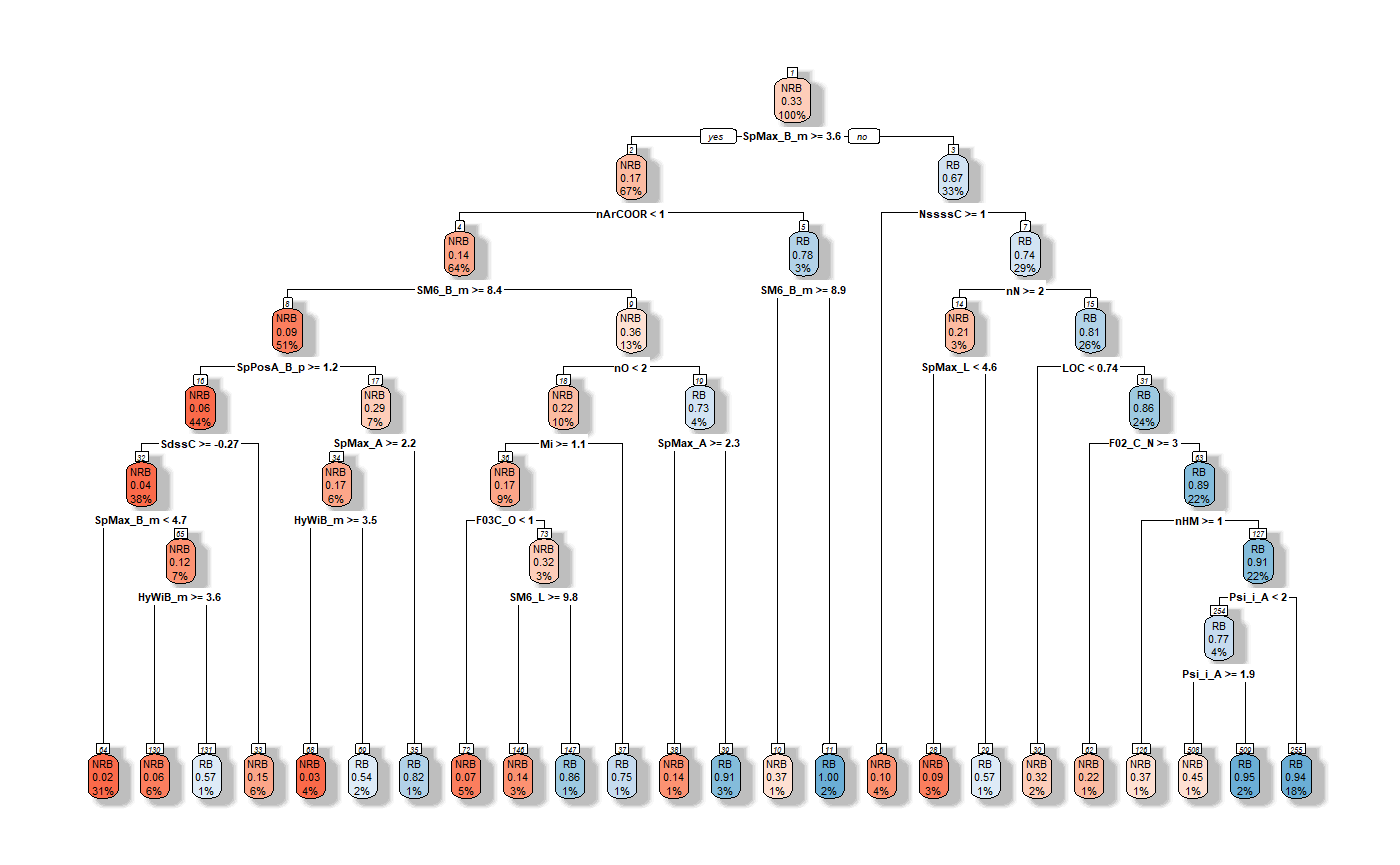 1
NRB
0.33
100%
yes SpMax_B_m >= 3.6 no
2 3
NRB RB
0.17 0.67
67% 33%
nArCOOR < 1 NssssC >= 1
4 5 7
NRB RB RB
0.14 0.78 0.74
64% 3% 29%
SM6_B_m >= 8.4 SM6_B_m >= 8.9 nN >= 2
8 9 14 15
NRB NRB NRB RB
0.09 0.36 0.21 0.81
51% 13% 3% 26%
SpPosA_B_p >= 1.2 nO < 2 SpMax_L < 4.6 LOC < 0.74
16 17 18 19 31
NRB NRB NRB RB RB
0.06 0.29 0.22 0.73 0.86
44% 7% 10% 4% 24%
SdssC >= -0.27 SpMax_A >= 2.2 Mi >= 1.1 SpMax_A >= 2.3 F02_C_N >= 3
32 34 36 63
NRB NRB NRB RB
0.04 0.17 0.17 0.89
38% 6% 9% 22%
SpMax_B_m < 4.7 HyWiB_m >= 3.5 F03C_O < 1 nHM >= 1
65 73 127
NRB NRB RB
0.12 0.32 0.91
7% 3% 22%
HyWiB_m >= 3.6 SM6_L >= 9.8 Psi_i_A < 2
254
RB
0.77
4%
Psi_i_A >= 1.9
64 130 131 33 68 69 35 72 146 147 37 38 39 10 11 6 28 29 30 62 126 508 509 255
NRB NRB RB NRB NRB RB RB NRB NRB RB RB NRB RB NRB RB NRB NRB RB NRB NRB NRB NRB RB RB
0.02 0.06 0.57 0.15 0.03 0.54 0.82 0.07 0.14 0.86 0.75 0.14 0.91 0.37 1.00 0.10 0.09 0.57 0.32 0.22 0.37 0.45 0.95 0.94
31% 6% 1% 6% 4% 2% 1% 5% 3% 1% 1% 1% 3% 1% 2% 4% 3% 1% 2% 1% 1% 1% 2% 18%